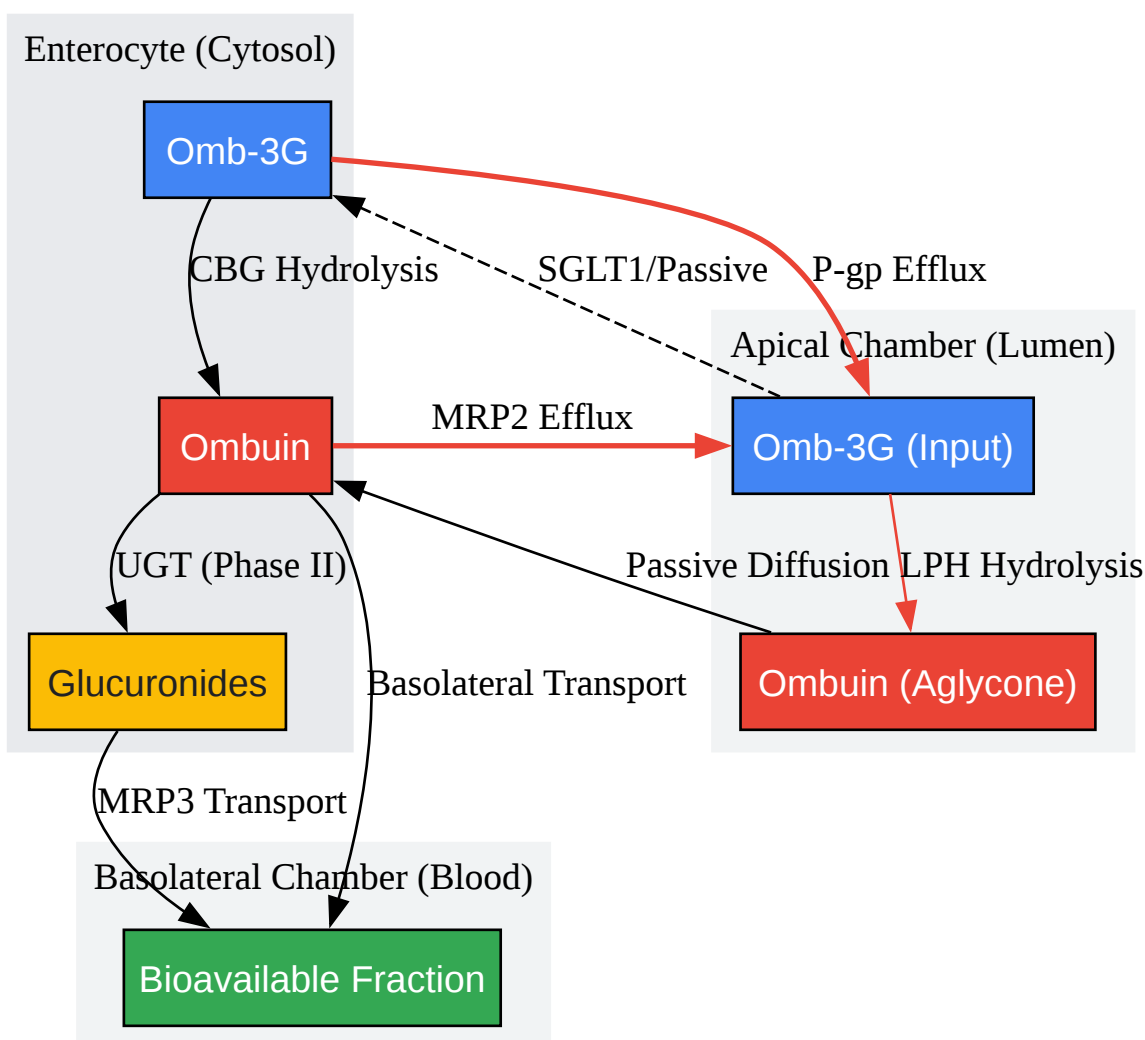 Enterocyte (Cytosol)
Omb-3G
CBG Hydrolysis
SGLT1/Passive
P-gp Efflux
Apical Chamber (Lumen)
Ombuin
MRP2 Efflux
Omb-3G (Input)
UGT (Phase II)
Passive Diffusion
LPH Hydrolysis
Glucuronides
Basolateral Transport
Ombuin (Aglycone)
MRP3 Transport
Basolateral Chamber (Blood)
Bioavailable Fraction